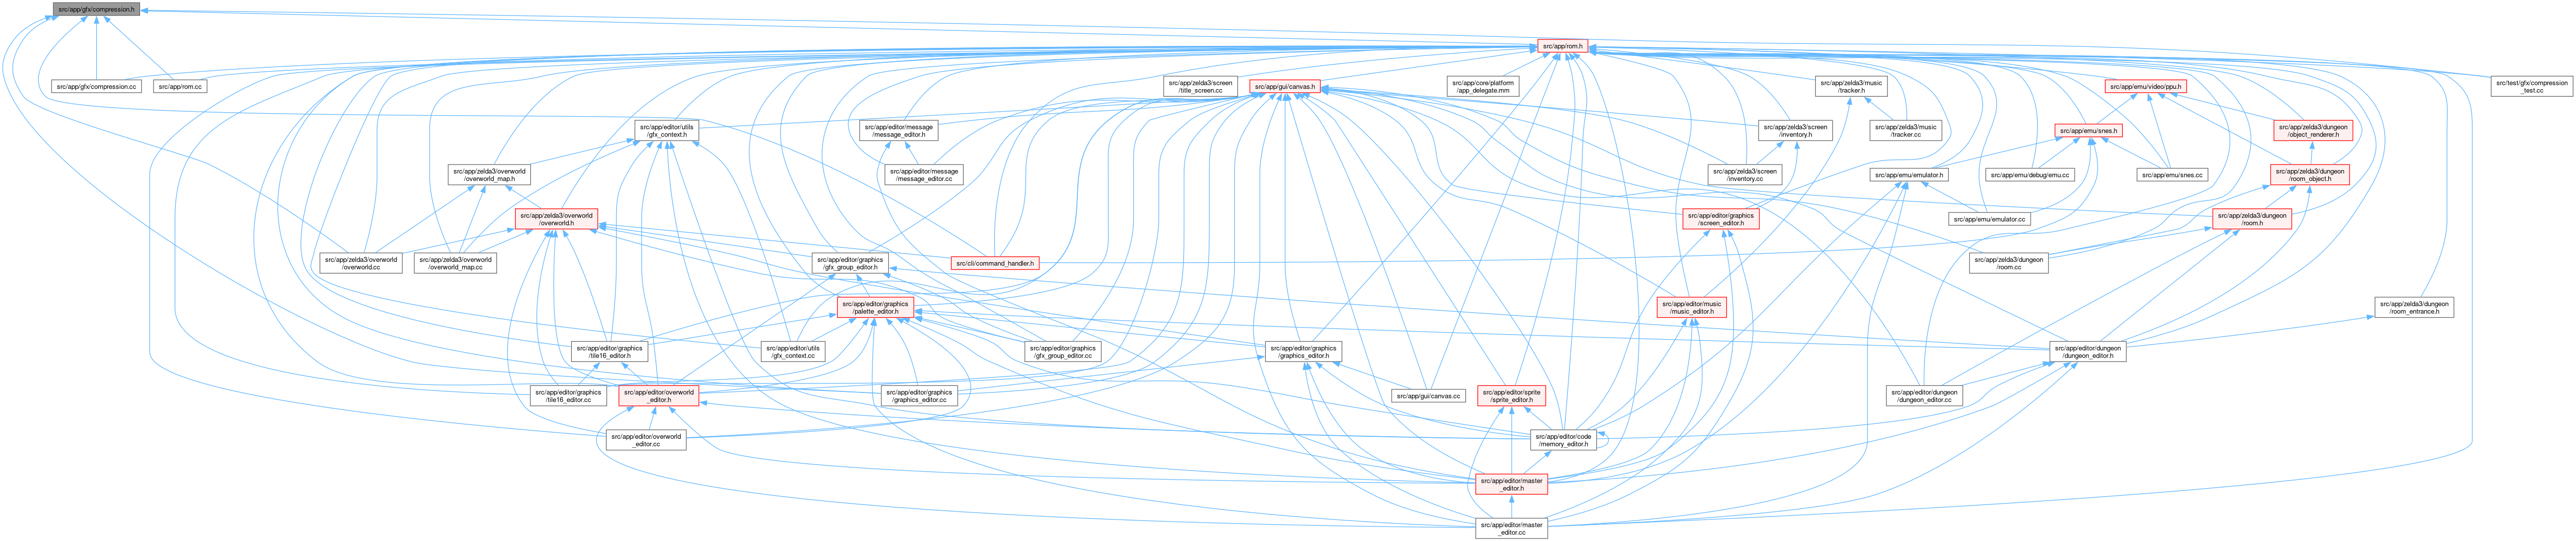 src/app/gfx/compression.h
src/app/rom.h
src/app/gfx/compression.cc
src/app/rom.cc
src/app/zelda3/screen
/title_screen.cc
src/app/gui/canvas.h
src/app/core/platform
/app_delegate.mm
src/app/zelda3/music
/tracker.h
src/app/emu/video/ppu.h
src/test/gfx/compression
_test.cc
src/app/editor/utils
/gfx_context.h
src/app/editor/message
/message_editor.h
src/app/zelda3/screen
/inventory.h
src/app/zelda3/music
/tracker.cc
src/app/emu/snes.h
src/app/zelda3/dungeon
/object_renderer.h
src/app/zelda3/overworld
/overworld_map.h
src/app/editor/message
/message_editor.cc
src/app/zelda3/screen
/inventory.cc
src/app/emu/emulator.h
src/app/emu/debug/emu.cc
src/app/emu/snes.cc
src/app/zelda3/dungeon
/room_object.h
src/app/zelda3/overworld
/overworld.h
src/app/editor/graphics
/screen_editor.h
src/app/emu/emulator.cc
src/app/zelda3/dungeon
/room.h
src/app/zelda3/overworld
/overworld.cc
src/app/zelda3/overworld
/overworld_map.cc
src/app/editor/graphics
/gfx_group_editor.h
src/cli/command_handler.h
src/app/zelda3/dungeon
/room.cc
src/app/editor/graphics
/palette_editor.h
src/app/editor/music
/music_editor.h
src/app/zelda3/dungeon
/room_entrance.h
src/app/editor/graphics
/tile16_editor.h
src/app/editor/utils
/gfx_context.cc
src/app/editor/graphics
/gfx_group_editor.cc
src/app/editor/graphics
/graphics_editor.h
src/app/editor/dungeon
/dungeon_editor.h
src/app/editor/graphics
/tile16_editor.cc
src/app/editor/overworld
_editor.h
src/app/editor/graphics
/graphics_editor.cc
src/app/gui/canvas.cc
src/app/editor/sprite
/sprite_editor.h
src/app/editor/dungeon
/dungeon_editor.cc
src/app/editor/overworld
_editor.cc
src/app/editor/code
/memory_editor.h
src/app/editor/master
_editor.h
src/app/editor/master
_editor.cc